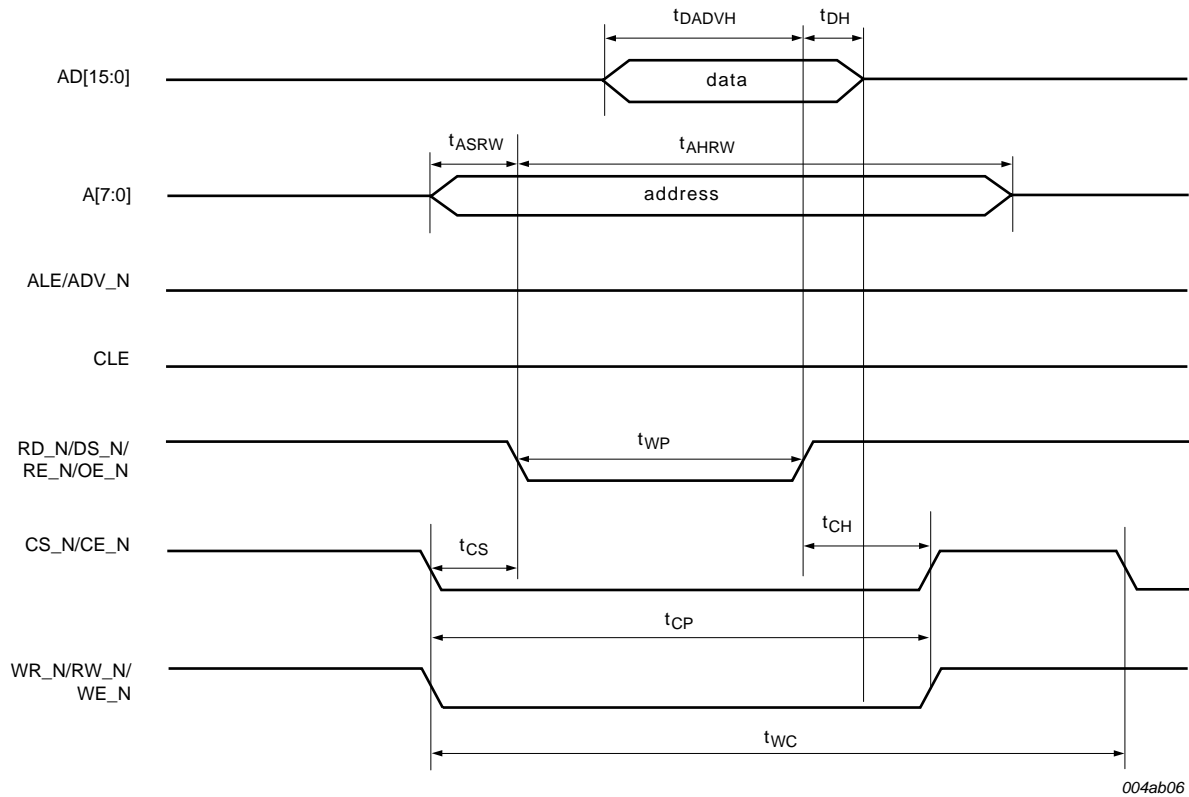 tDADVH
tDH
AD[15:0]
data
tASRW
tAHRW
A[7:0]
address
ALE/ADV_N
CLE
RD_N/DS_N/
RE_N/OE_N
tWP
CS_N/CE_N
tCS
tCH
tCP
WR_N/RW_N/
WE_N
tWC
004ab06